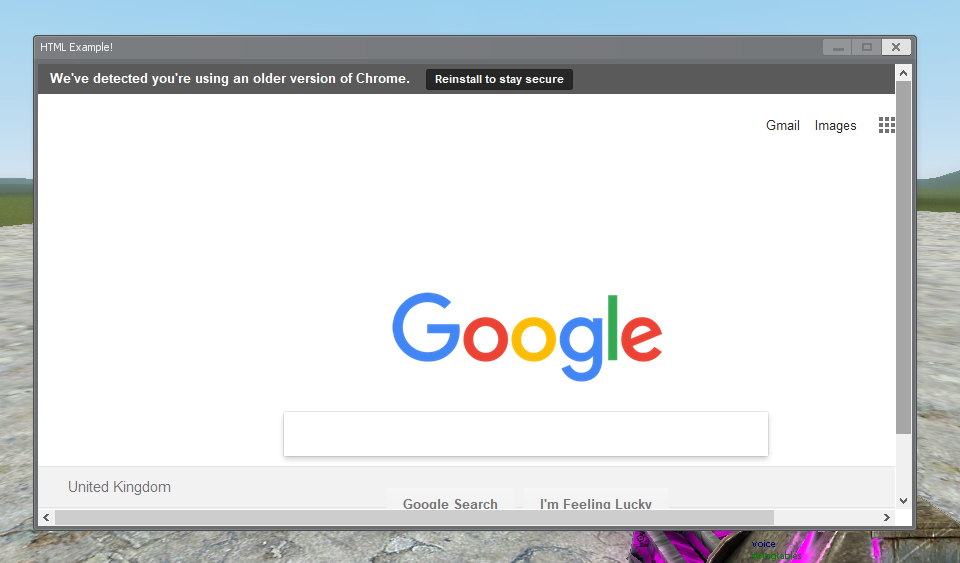 HTML Example!
We've detected you're using an older version of Chrome. Reinstall to stay secure
Gmail Images
Google
United Kingdom
Google Search I'm Feeling Lucky
Voice